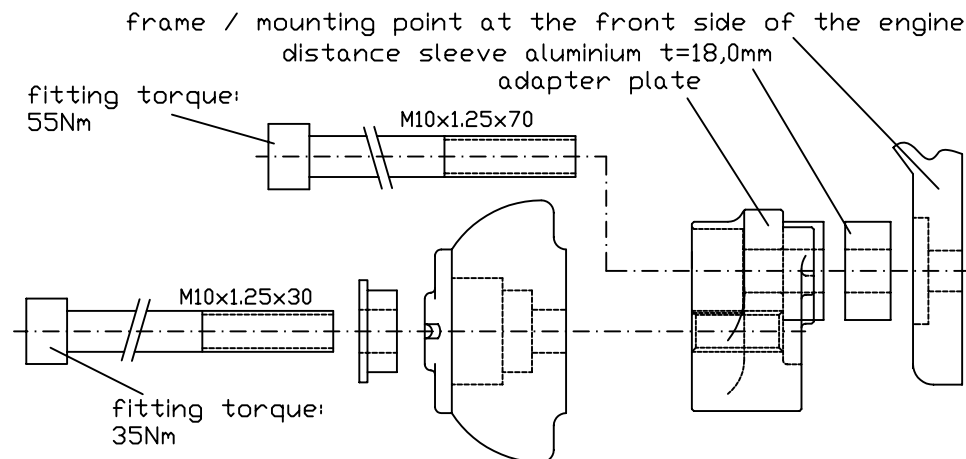 frame / mounting point at the front side of the engine
distance sleeve aluminium t=18,0mm
adapter plate
fitting torque:
55Nm
M10x1.25x70
M10x1.25x30
fitting torque:
35Nm